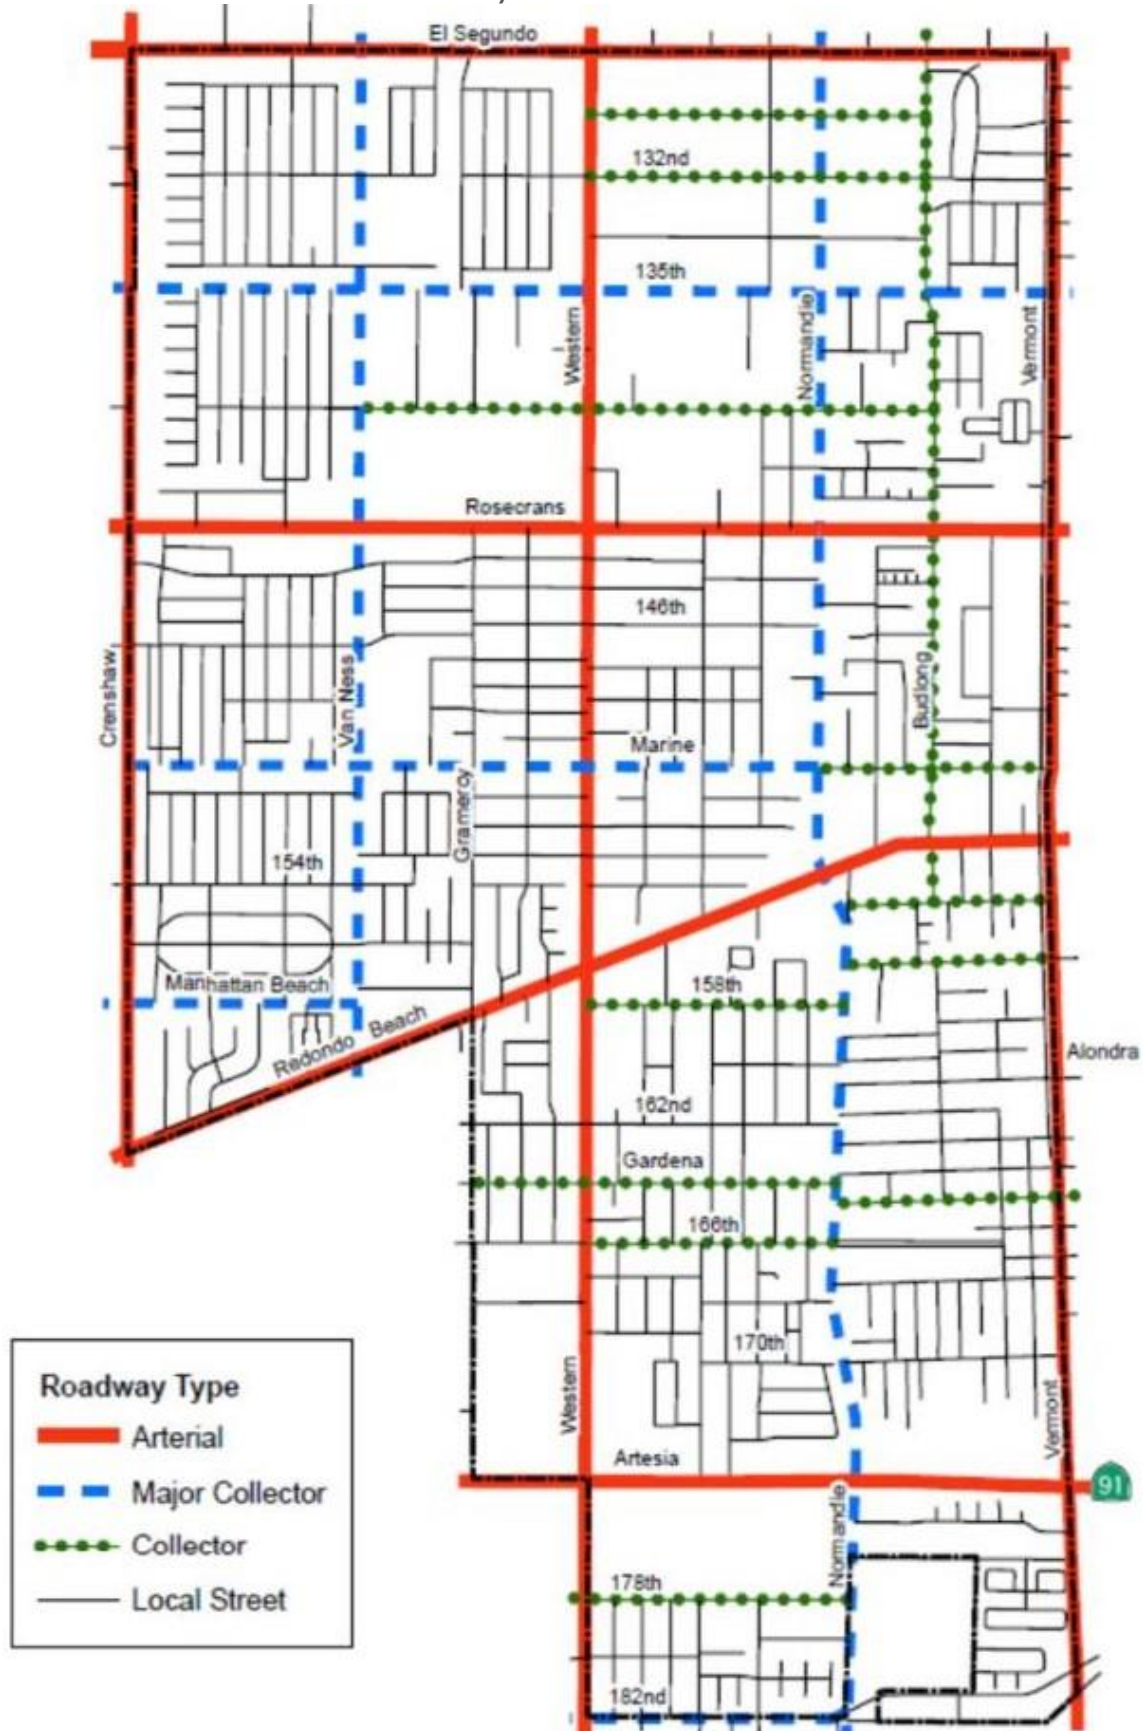 El Segundo
132nd
135th
Western
Normandie
Vermont
Rosecrans
146th
Crenshaw
Van Ness
Budlong
Marine
Gramercy
154th
Manhattan Beach
158th
Redondo Beach
Alondra
162nd
Gardena
166th
170th
Western
Vermont
Artesia
91
Normandie
178th
182nd
Roadway Type
Arterial
Major Collector
Collector
Local Street